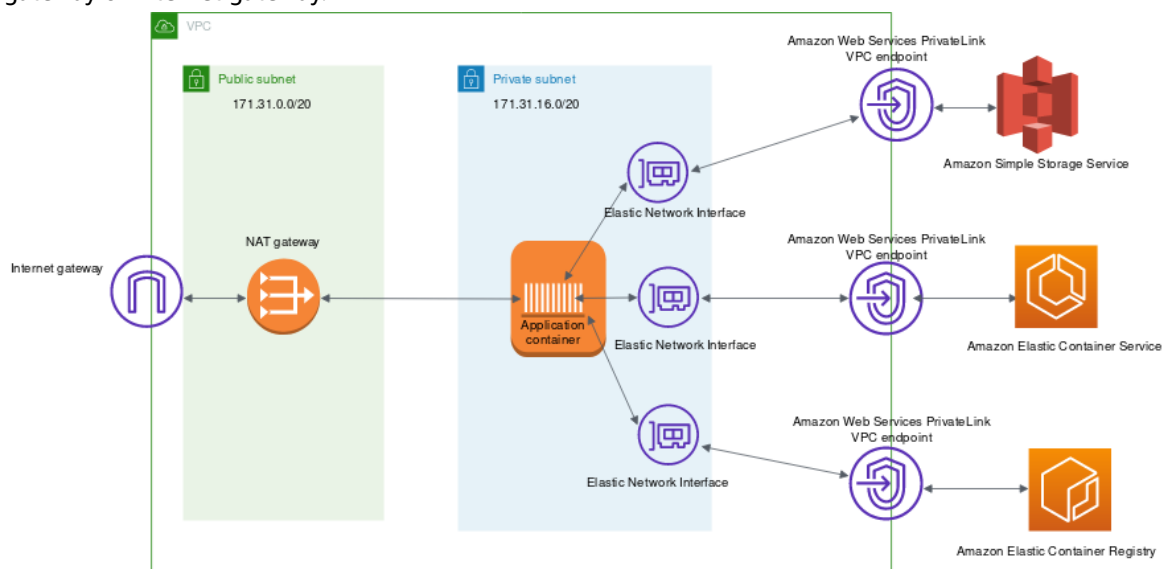 VPC
Public subnet
171.31.0.0/20
Private subnet
171.31.16.0/20
Amazon Web Services PrivateLink
VPC endpoint
Amazon Simple Storage Service
Elastic Network Interface
Internet gateway
NAT gateway
Application
container
Elastic Network Interface
Amazon Web Services PrivateLink
VPC endpoint
Amazon Elastic Container Service
Elastic Network Interface
Amazon Web Services PrivateLink
VPC endpoint
Amazon Elastic Container Registry